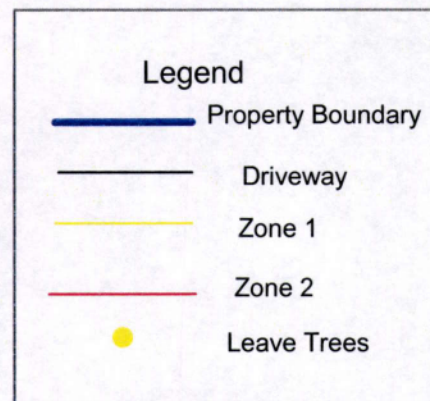 Legend
Property Boundary
Driveway
Zone 1
Zone 2
Leave Trees